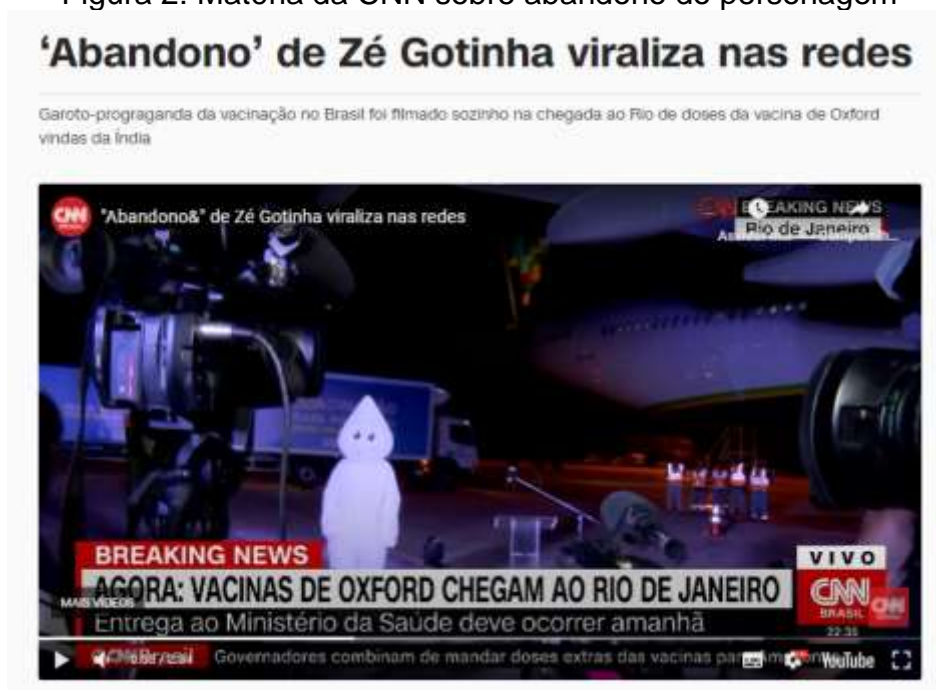 Figura 2: Matéria da CNN sobre abandono do personagem
‘Abandono’ de Zé Gotinha viraliza nas redes
Garoto-prograganda da vacinação no Brasil foi filmado sozinho na chegada ao Rio de doses da vacina de Oxford
vindas da Índia
CNN "Abandono&" de Zé Gotinha viraliza nas redes
BREAKING NEWS
Rio de Janeiro
BREAKING NEWS
VIVO
AGORA: VACINAS DE OXFORD CHEGAM AO RIO DE JANEIRO
CNN
BRASIL
MAIS VÍDEOS
Entrega ao Ministério da Saúde deve ocorrer amanhã
22:35
Governadores combinam de mandar doses extras das vacinas
YouTube